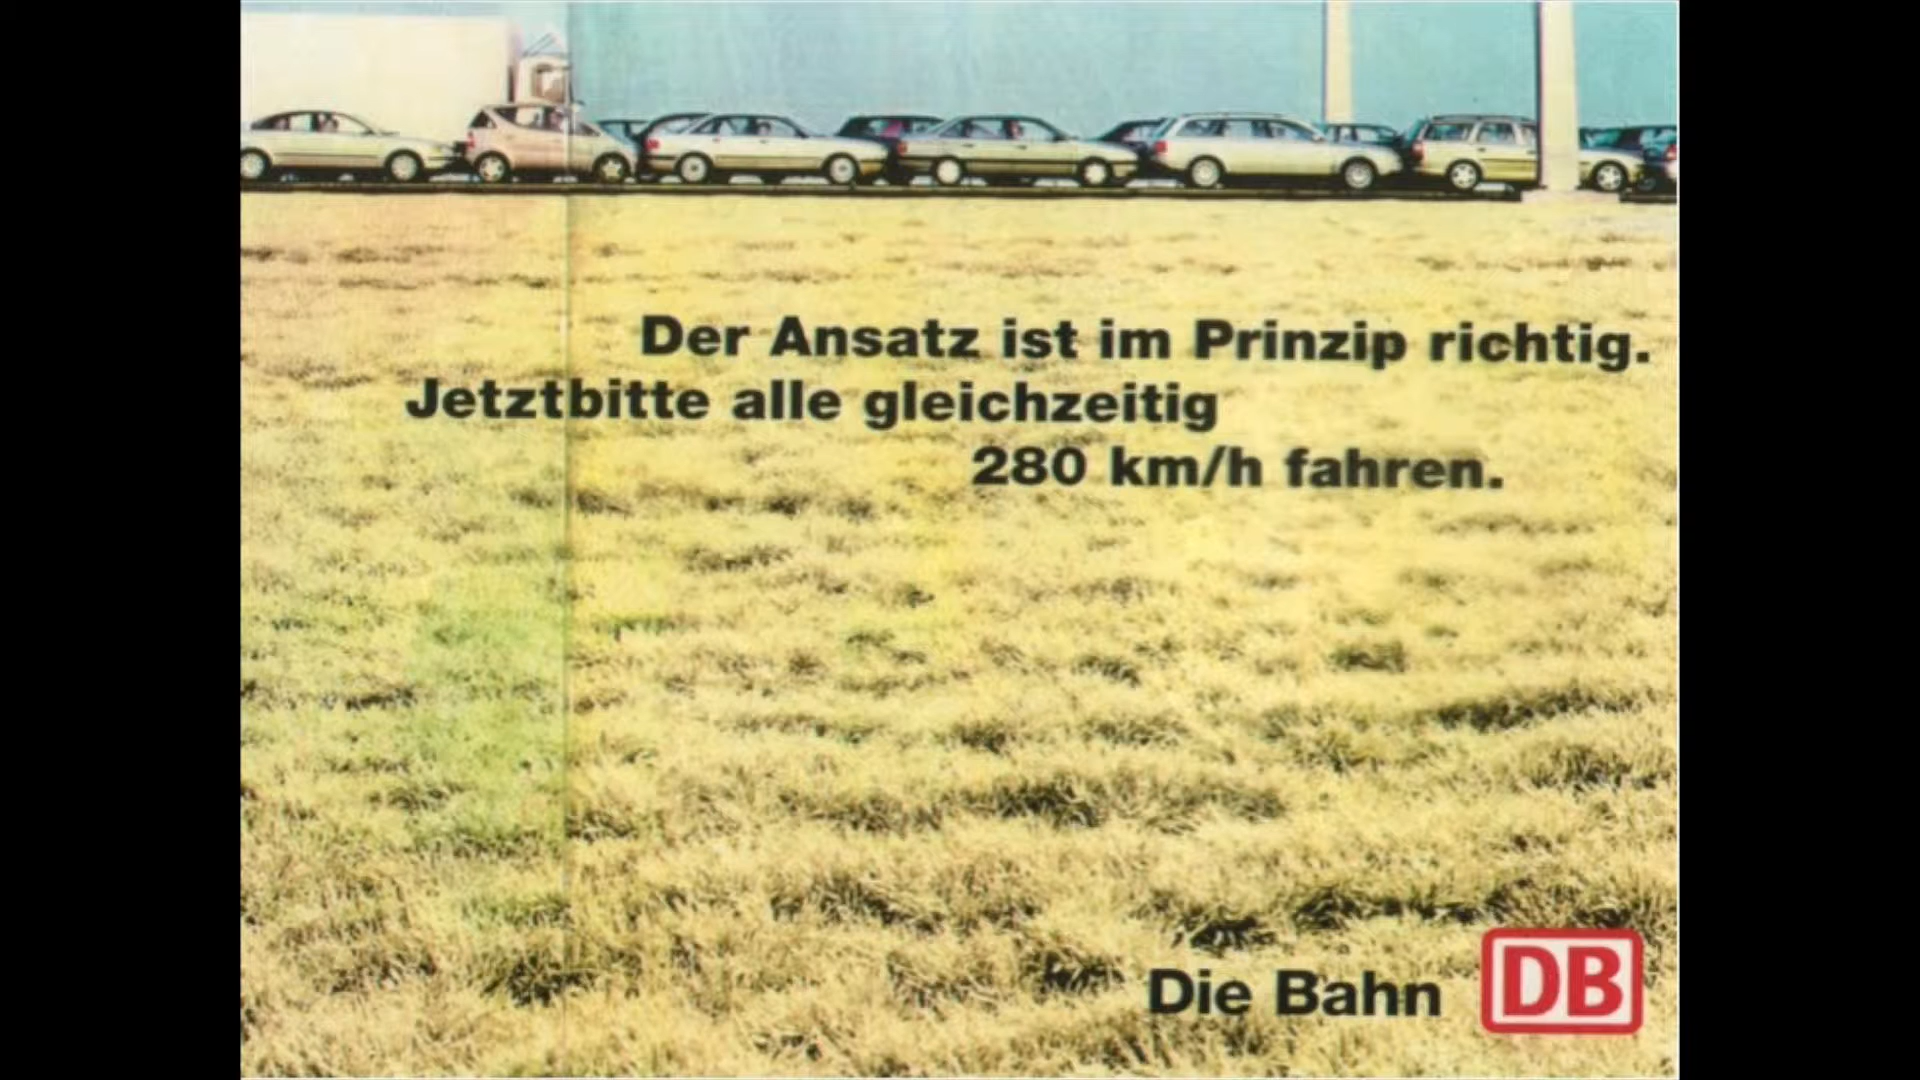 Der Ansatz ist im Prinzip richtig.
Jetztbitte alle gleichzeitig
280 km/h fahren.
Die Bahn DB